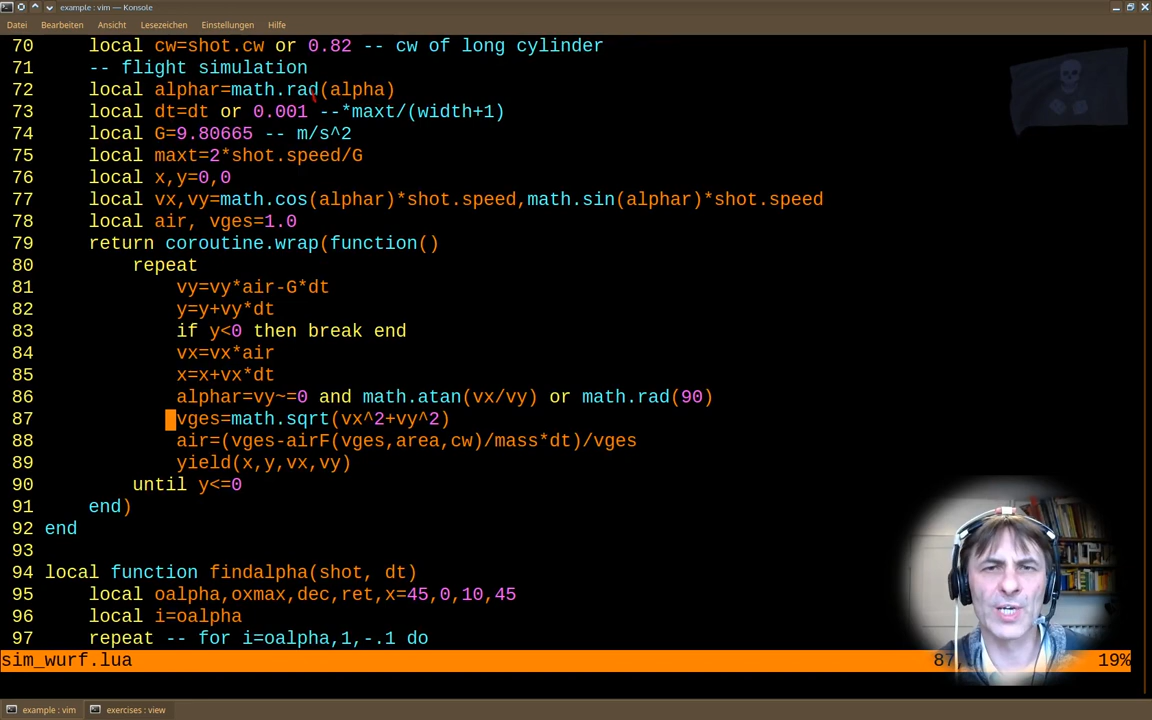 example : vim — Konsole
Datei Bearbeiten Ansicht Lesezeichen Einstellungen Hilfe
70     local cw=shot.cw or 0.82 -- cw of long cylinder
71     -- flight simulation
72     local alphar=math.rad(alpha)
73     local dt=dt or 0.001 --*maxt/(width+1)
74     local G=9.80665 -- m/s^2
75     local maxt=2*shot.speed/G
76     local x,y=0,0
77     local vx,vy=math.cos(alphar)*shot.speed,math.sin(alphar)*shot.speed
78     local air, vges=1.0
79     return coroutine.wrap(function()
80         repeat
81             vy=vy*air-G*dt
82             y=y+vy*dt
83             if y<0 then break end
84             vx=vx*air
85             x=x+vx*dt
86             alphar=vy~=0 and math.atan(vx/vy) or math.rad(90)
87             vges=math.sqrt(vx^2+vy^2)
88             air=(vges-airF(vges,area,cw)/mass*dt)/vges
89             yield(x,y,vx,vy)
90         until y<=0
91     end)
92 end
93
94 local function findalpha(shot, dt)
95     local oalpha,oxmax,dec,ret,x=45,0,10,45
96     local i=oalpha
97     repeat -- for i=oalpha,1,-.1 do
sim_wurf.lua 87, 19%
example : vim exercises : view